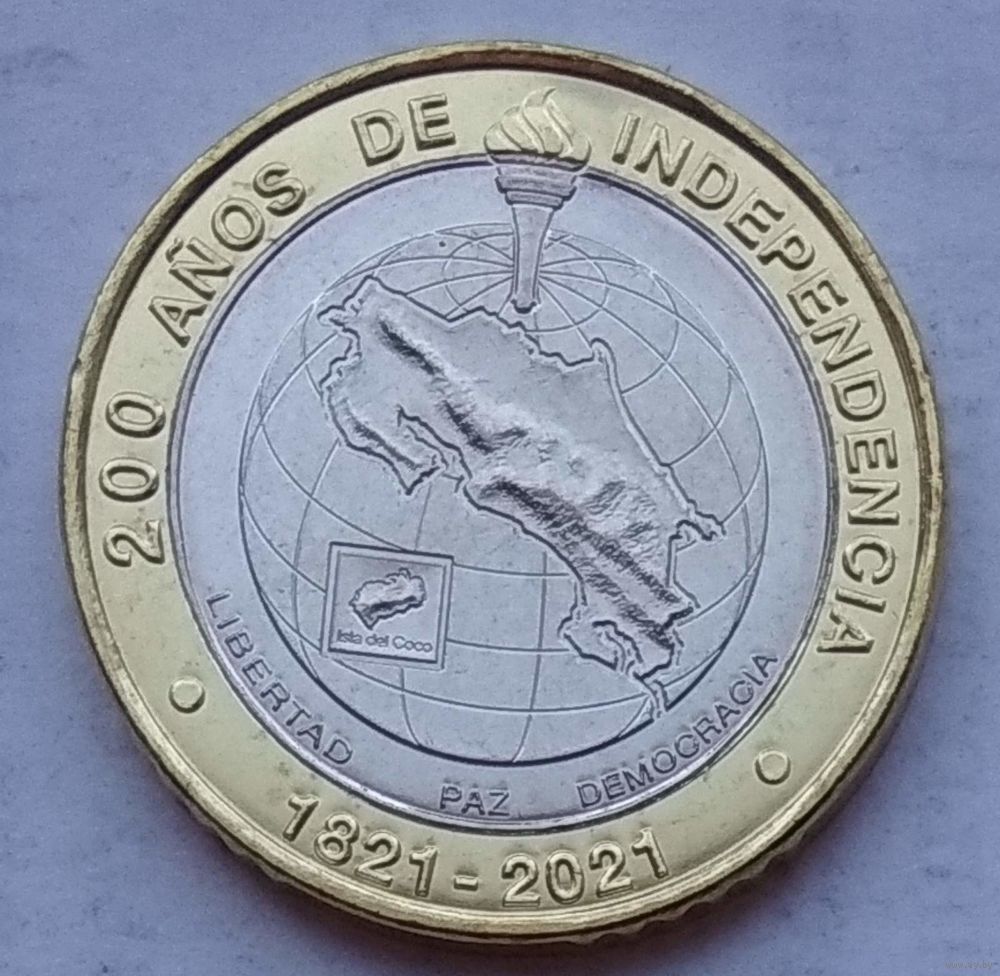 200 AÑOS DE INDEPENDENCIA
Isla del Coco
LIBERTAD PAZ DEMOCRACIA
1821-2021